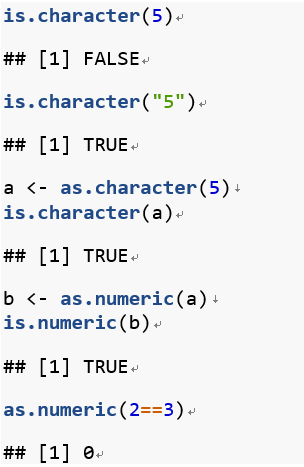 is.character(5)
## [1] FALSE
is.character("5")
## [1] TRUE
a <- as.character(5)
is.character(a)
## [1] TRUE
b <- as.numeric(a)
is.numeric(b)
## [1] TRUE
as.numeric(2==3)
## [1] 0